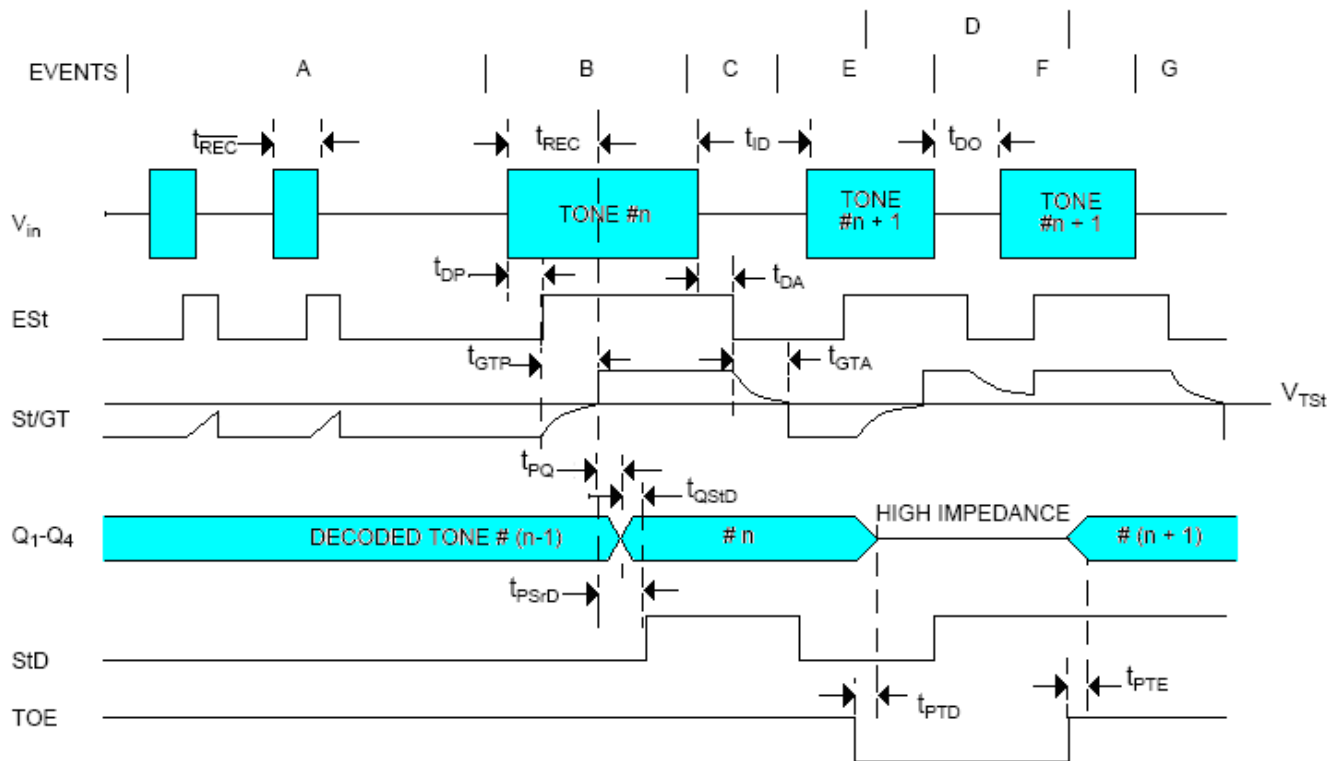 D
EVENTS A B C E F G
tREC tREC tID tDO
Vin TONE #n TONE #n + 1 TONE #n + 1
tDP tDA
ESt
tGTP tGTA
VTSt
St/GT
tPQ tQStD
HIGH IMPEDANCE
Q1-Q4 DECODED TONE # (n-1) # n # (n + 1)
tPSrD
StD
tPTE
tPTD
TOE